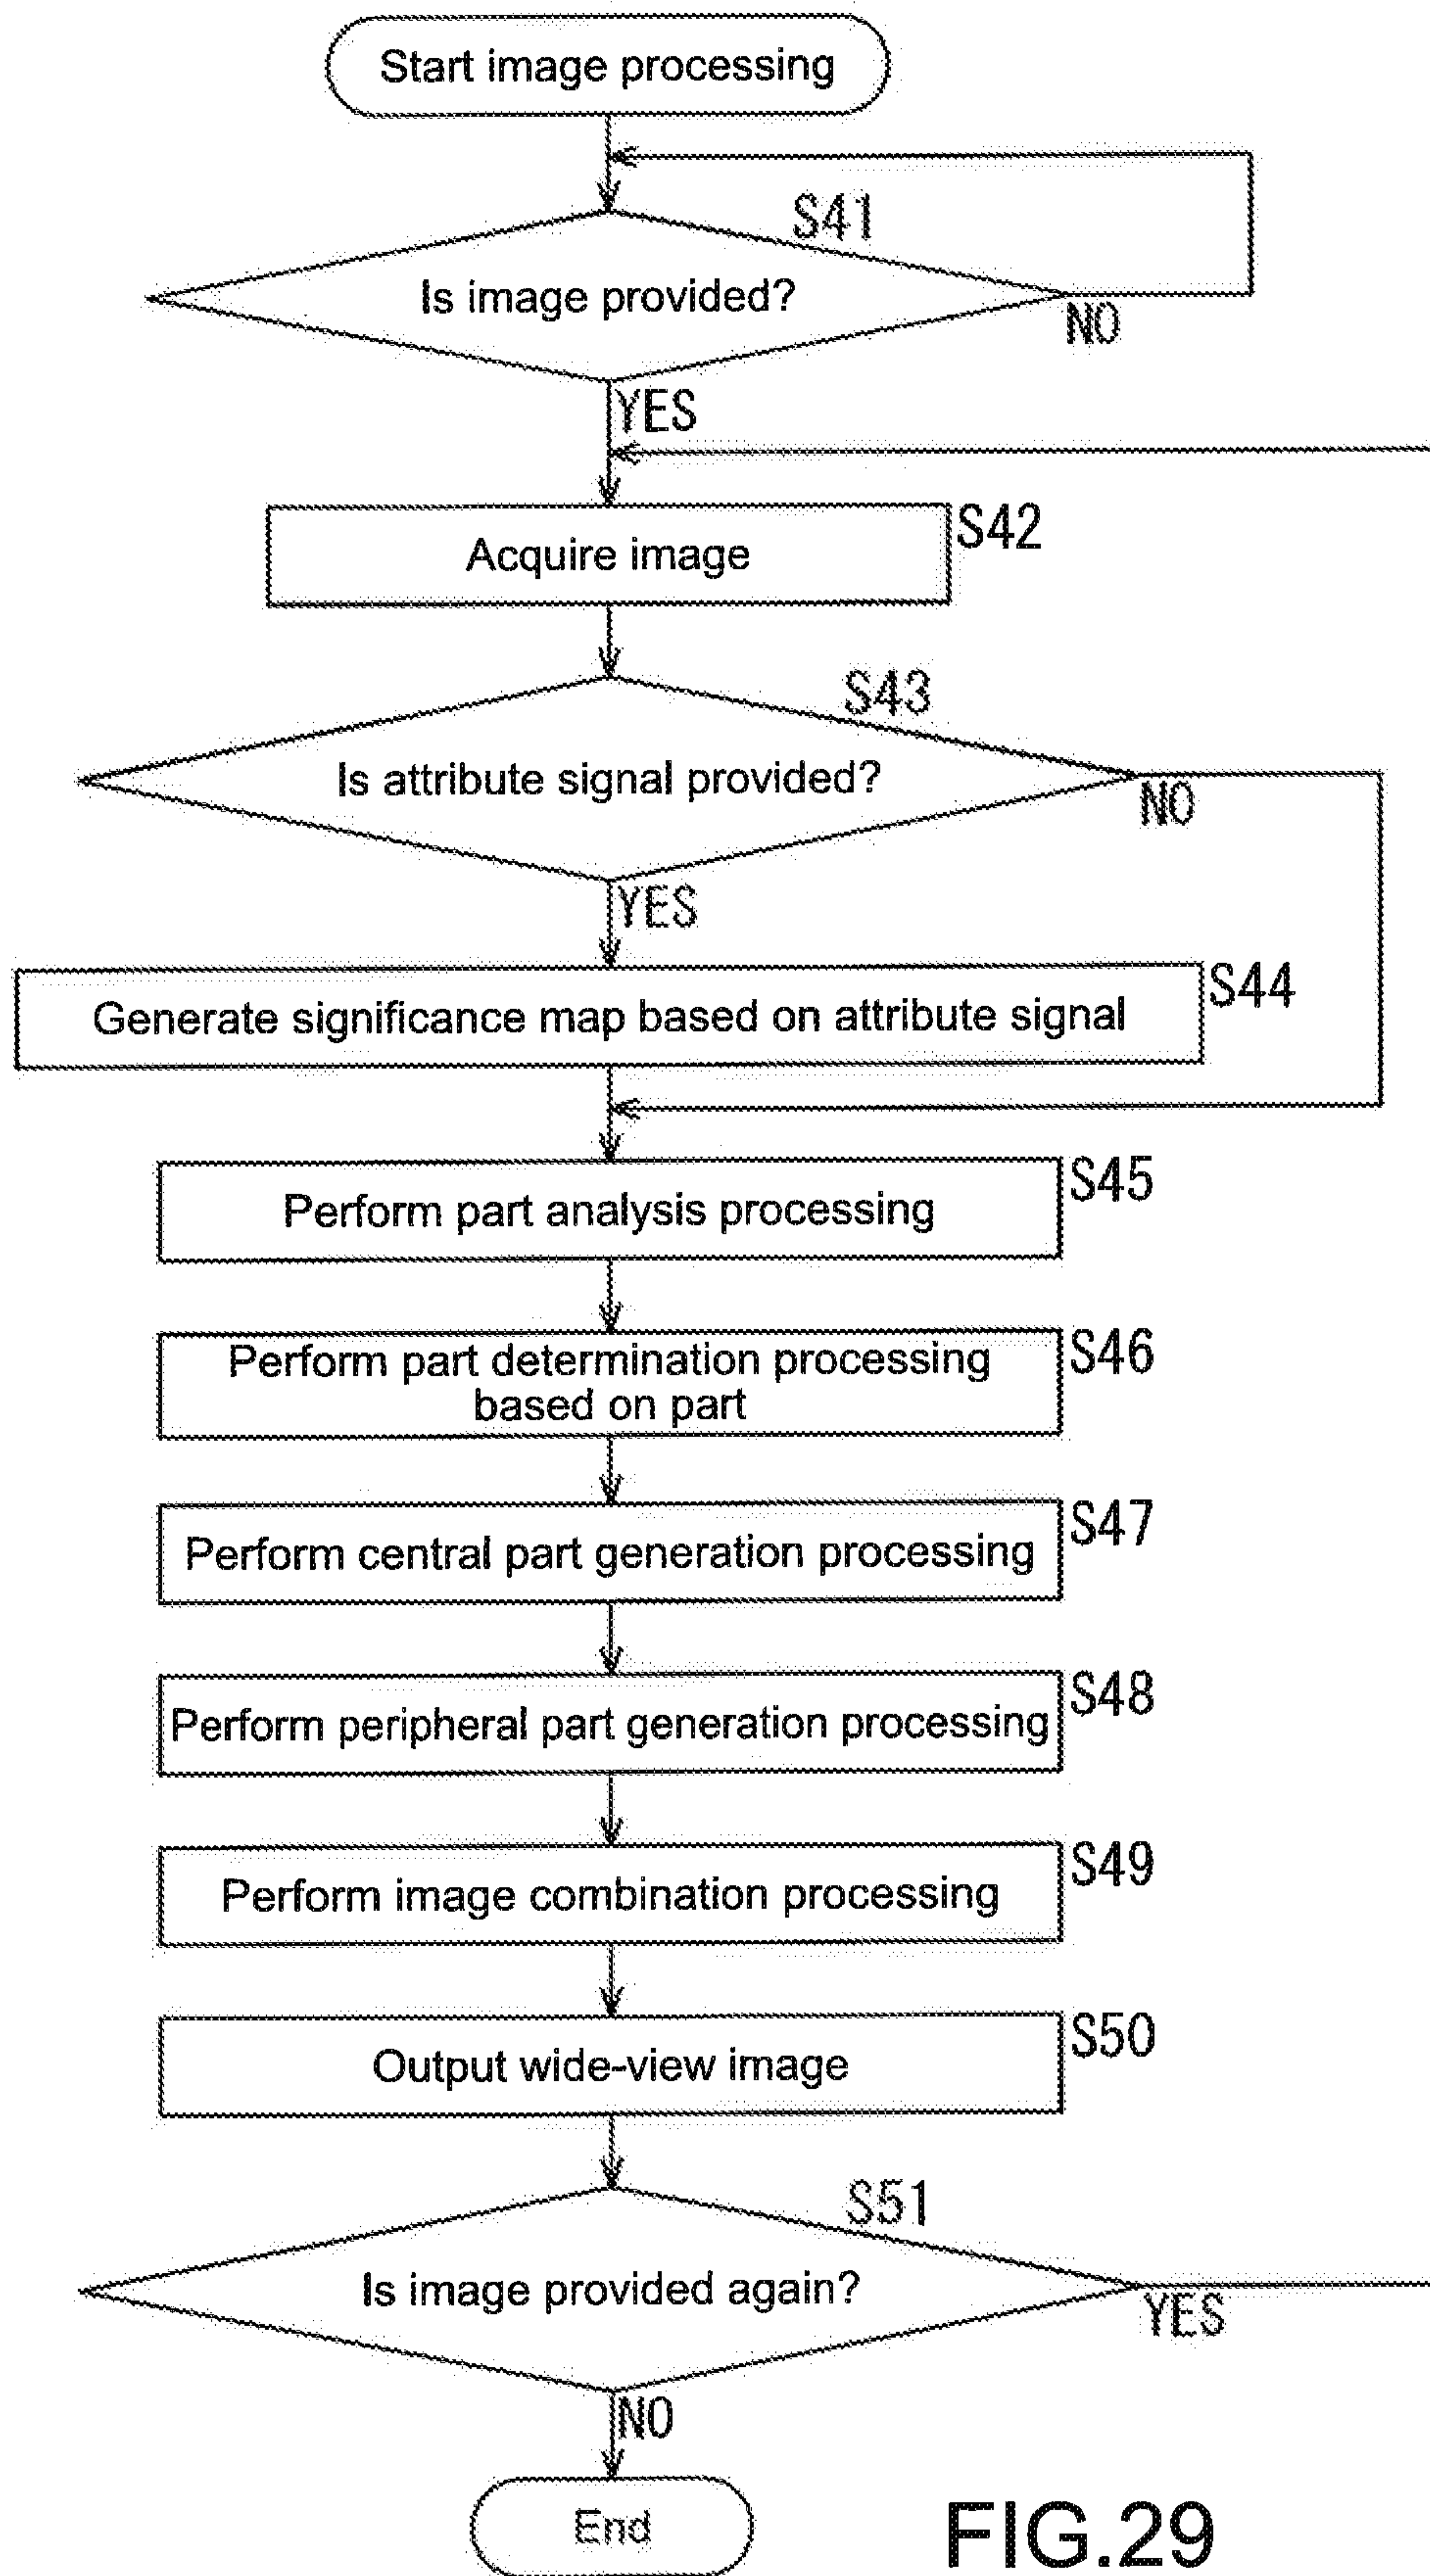 Start image processing
S41
Is image provided?
NO
YES
S42
Acquire image
S43
Is attribute signal provided?
NO
YES
S44
Generate significance map based on attribute signal
S45
Perform part analysis processing
S46
Perform part determination processing
based on part
S47
Perform central part generation processing
S48
Perform peripheral part generation processing
S49
Perform image combination processing
S50
Output wide-view image
S51
Is image provided again?
YES
NO
End
FIG.29